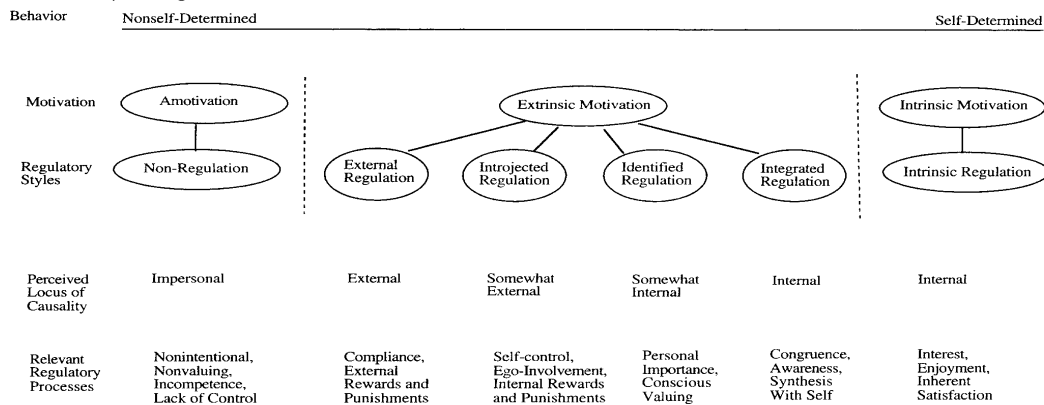 Behavior
Nonself-Determined
Self-Determined
Motivation
Amotivation
Extrinsic Motivation
Intrinsic Motivation
Regulatory
Styles
Non-Regulation
External
Regulation
Introjected
Regulation
Identified
Regulation
Integrated
Regulation
Intrinsic Regulation
Perceived
Locus of
Causality
Impersonal
External
Somewhat
External
Somewhat
Internal
Internal
Internal
Relevant
Regulatory
Processes
Nonintentional,
Nonvaluing,
Incompetence,
Lack of Control
Compliance,
External
Rewards and
Punishments
Self-control,
Ego-Involvement,
Internal Rewards
and Punishments
Personal
Importance,
Conscious
Valuing
Congruence,
Awareness,
Synthesis
With Self
Interest,
Enjoyment,
Inherent
Satisfaction